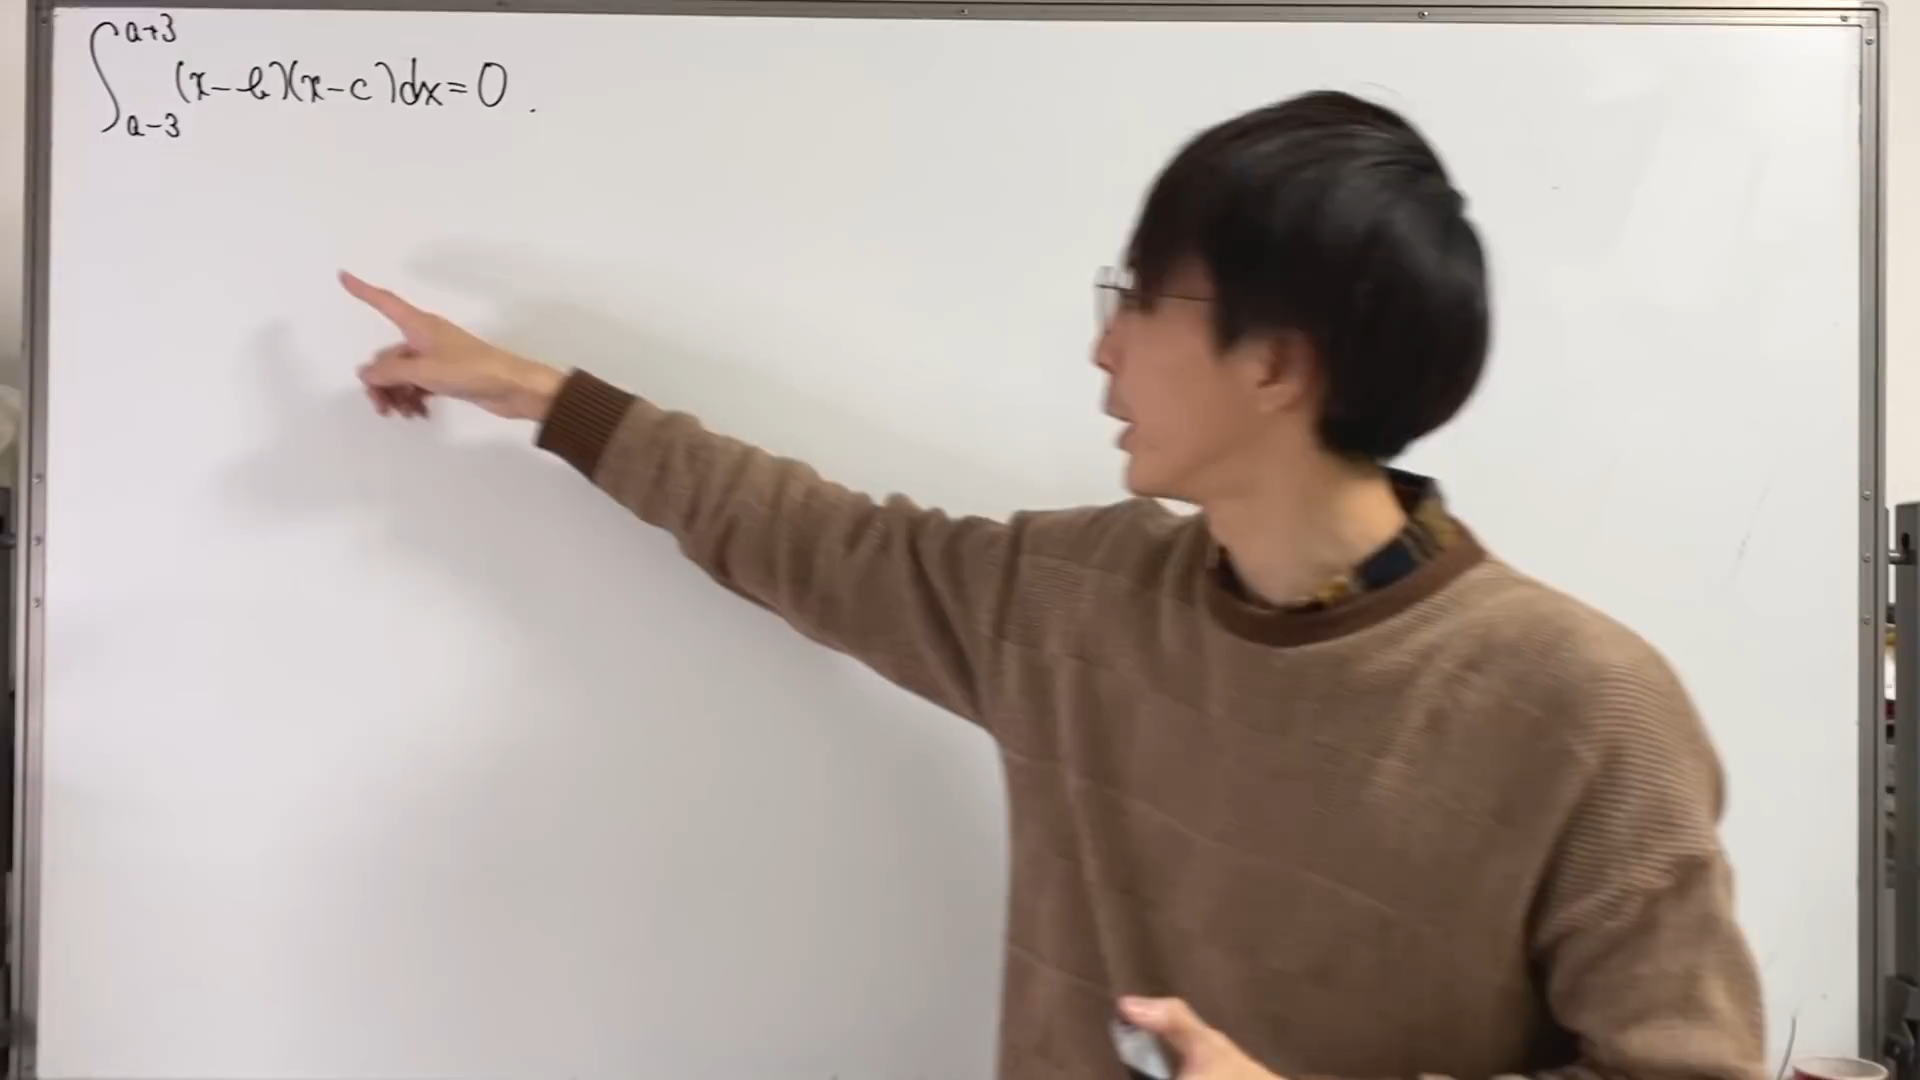 ∫_{a-3}^{a+3} (x-b)(x-c)dx=0.